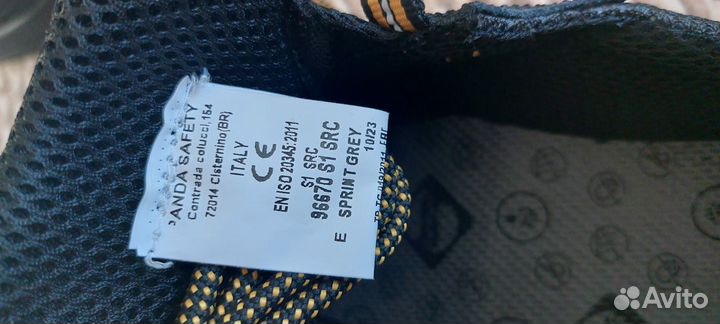 PANDA SAFETY
Contrada colucci,154
72014 Cisternino(BR)
ITALY
CE
EN ISO 20345:2011
S1 SRC
96670 S1 SRC
E SPRINT GREY
10/23
Avito